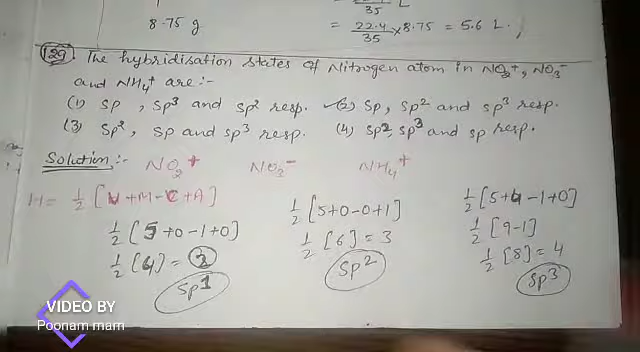 22.4
35 L
8.75 g = 22.4/35 × 8.75 = 5.6 L.
(129) The hybridisation states of Nitrogen atom in NO2+, NO3-
and NH4+ are:-
(1) sp, sp3 and sp2 resp. (2) sp, sp2 and sp3 resp.
(3) sp2, sp and sp3 resp. (4) sp2, sp3 and sp resp.
Solution:- NO2+ NO3- NH4+
H = 1/2 [V+M-C+A] 1/2 [5+0-0+1] 1/2 [5+4-1+0]
1/2 [5+0-1+0] 1/2 [6] = 3 1/2 [9-1]
1/2 [4] = 2 sp2 1/2 [8] = 4
sp1 sp3
VIDEO BY
Poonam mam